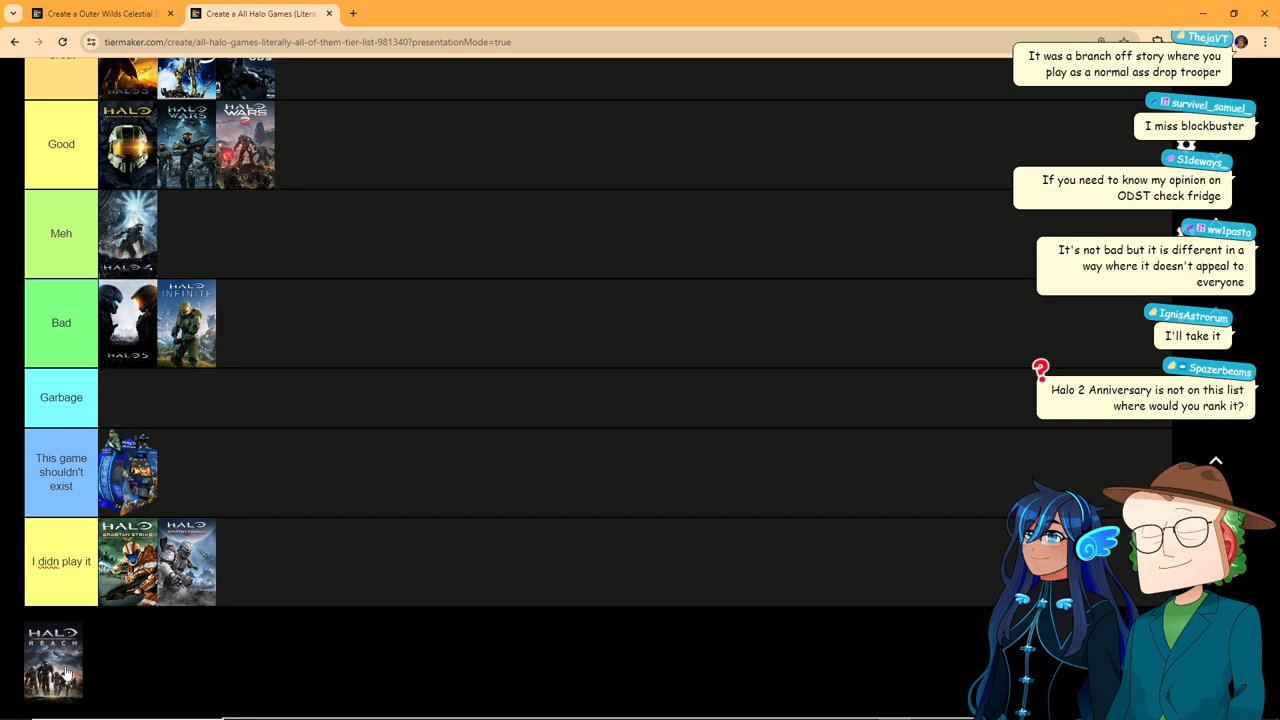 Create a Outer Wilds Celestial
Create a All Halo Games (Litera
tiermaker.com/create/all-halo-games-literally-all-of-them-tier-list-981340?presentationMode=true
Good
HALO
HALO WARS
HALO WARS 2
Meh
HALO 4
Bad
HALO 5
HALO INFINITE
Garbage
This game
shouldn't
exist
I didn play it
HALO
SPARTAN STRIKE
HALO
SPARTAN ASSAULT
HALO
REACH
ThejaVT
It was a branch off story where you
play as a normal ass drop trooper
survivel_samuel_
I miss blockbuster
S1deways_
If you need to know my opinion on
ODST check fridge
ww1pasta
It's not bad but it is different in a
way where it doesn't appeal to
everyone
IgnisAstrorum
I'll take it
Spazerbeams
?
Halo 2 Anniversary is not on this list
where would you rank it?